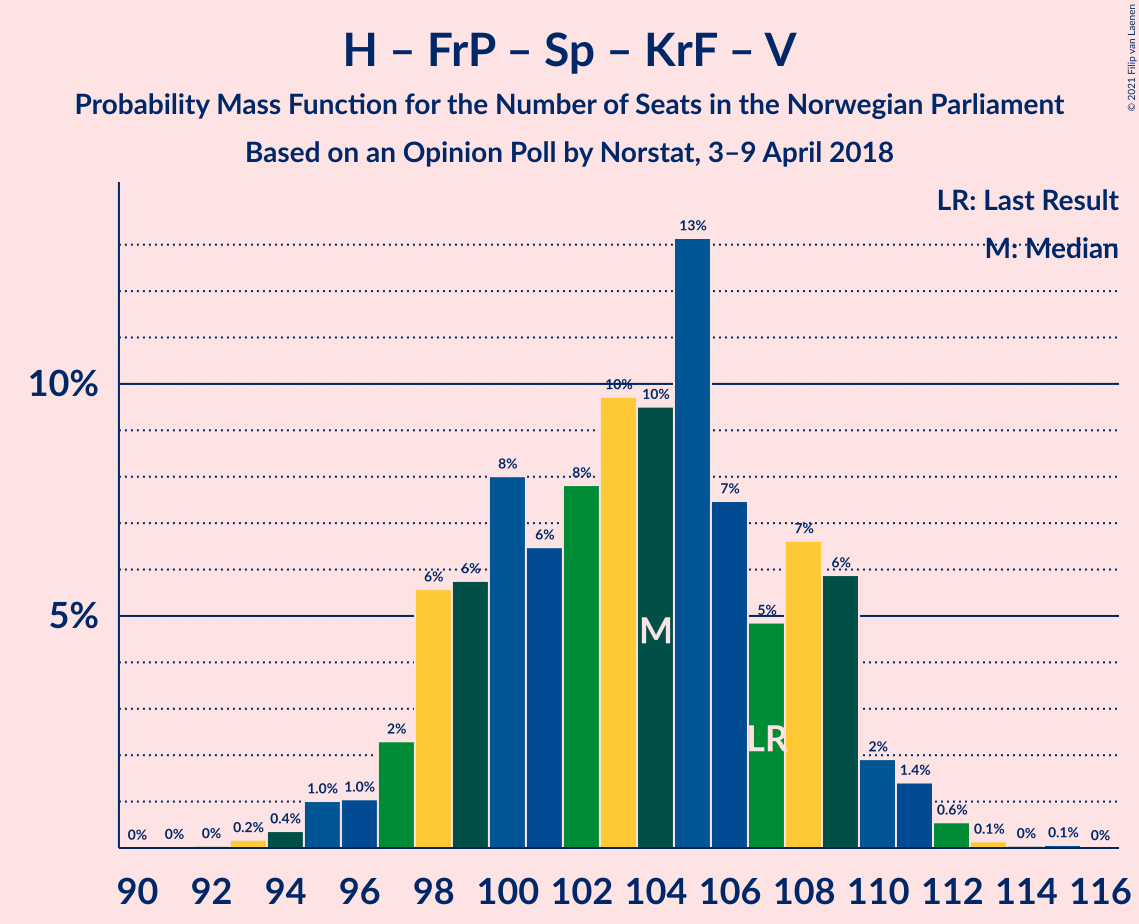 H – FrP – Sp – KrF – V
Probability Mass Function for the Number of Seats in the Norwegian Parliament
Based on an Opinion Poll by Norstat, 3–9 April 2018
© 2021 Filip van Laenen
LR: Last Result
M: Median
10%
5%
0% 0% 0% 0.2% 0.4% 1.0% 1.0% 2% 6% 6% 8% 6% 8% 10% 10% 13% 7% 5% 7% 6% 2% 1.4% 0.6% 0.1% 0% 0.1% 0%
M
LR
90 92 94 96 98 100 102 104 106 108 110 112 114 116